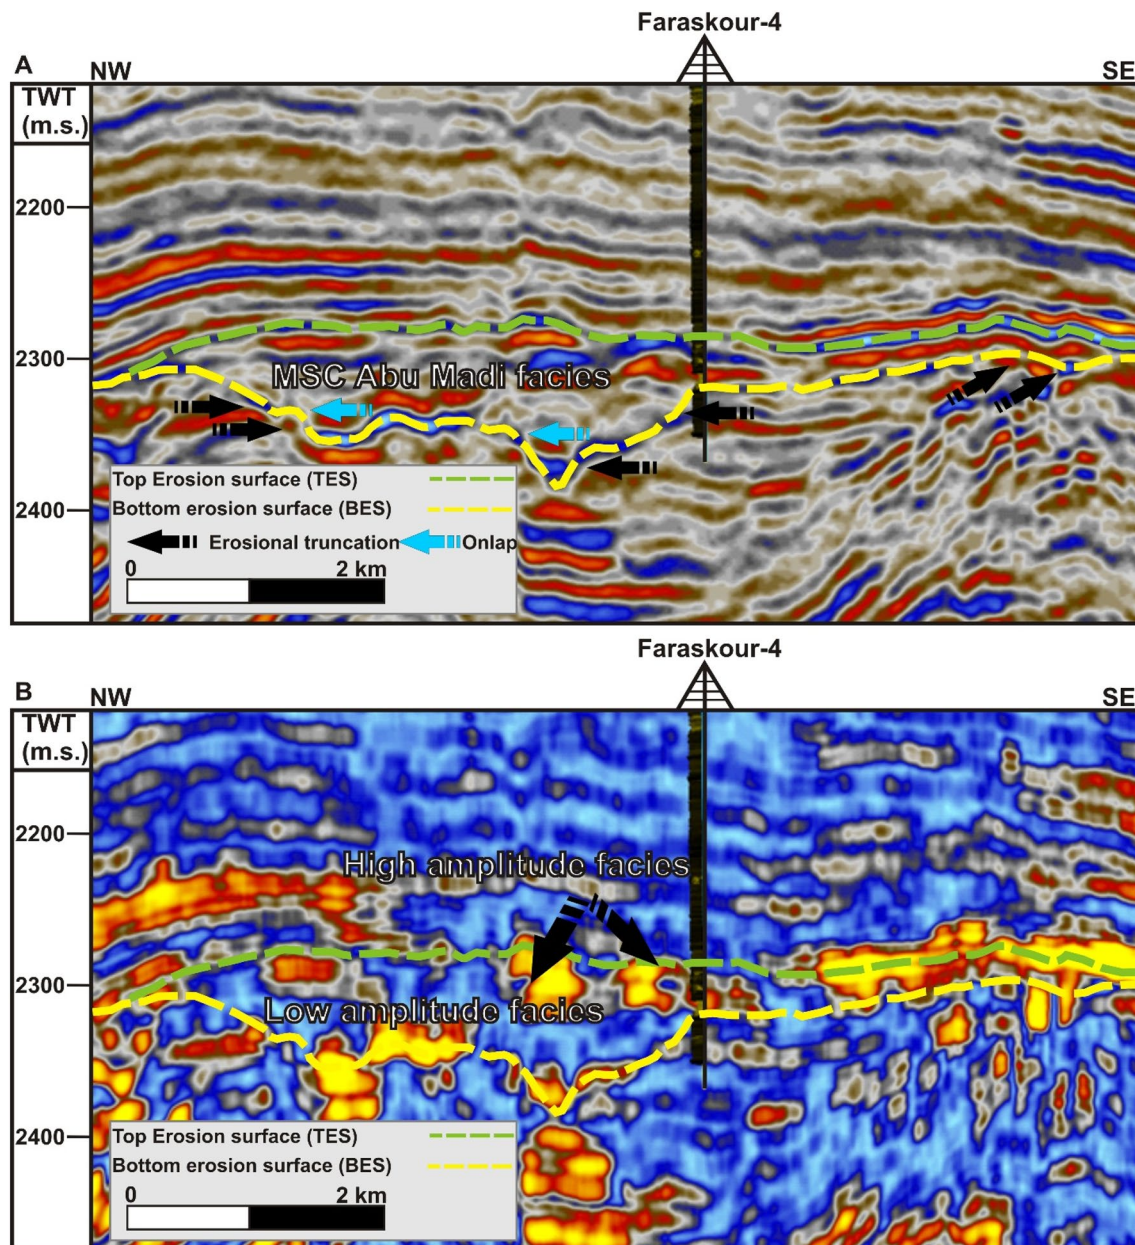 Faraskour-4
A
NW
SE
TWT
(m.s.)
2200
2300
MSC Abu Madi facies
2400
Top Erosion surface (TES)
Bottom erosion surface (BES)
Erosional truncation
Onlap
0
2 km
Faraskour-4
B
NW
SE
TWT
(m.s.)
2200
High amplitude facies
2300
Low amplitude facies
2400
Top Erosion surface (TES)
Bottom erosion surface (BES)
0
2 km